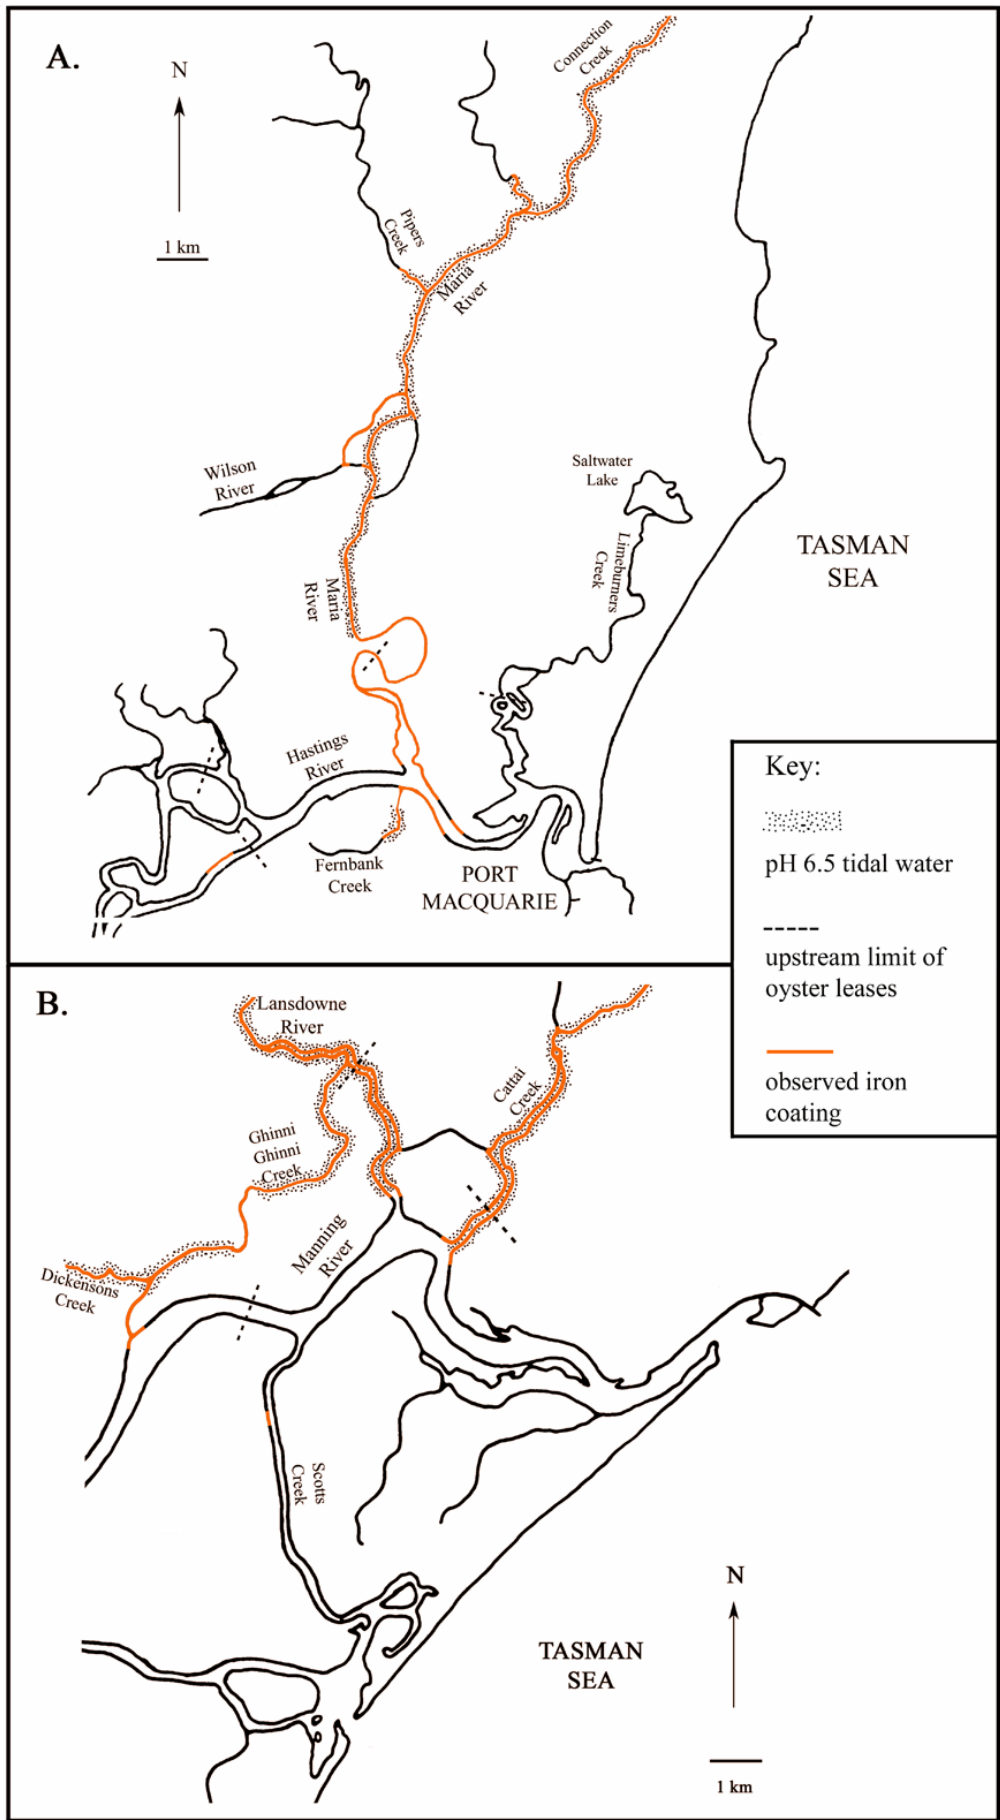 A.
N
1 km
Connection
Creek
Pipers
Creek
Maria
River
Wilson
River
Saltwater
Lake
Limeburners
Creek
TASMAN
SEA
Maria
River
Hastings
River
Fernbank
Creek
PORT
MACQUARIE
Key:
pH 6.5 tidal water
upstream limit of
oyster leases
observed iron
coating
B.
Lansdowne
River
Cattai
Creek
Ghinni
Ghinni
Creek
Manning
River
Dickensons
Creek
Scotts
Creek
N
TASMAN
SEA
1 km